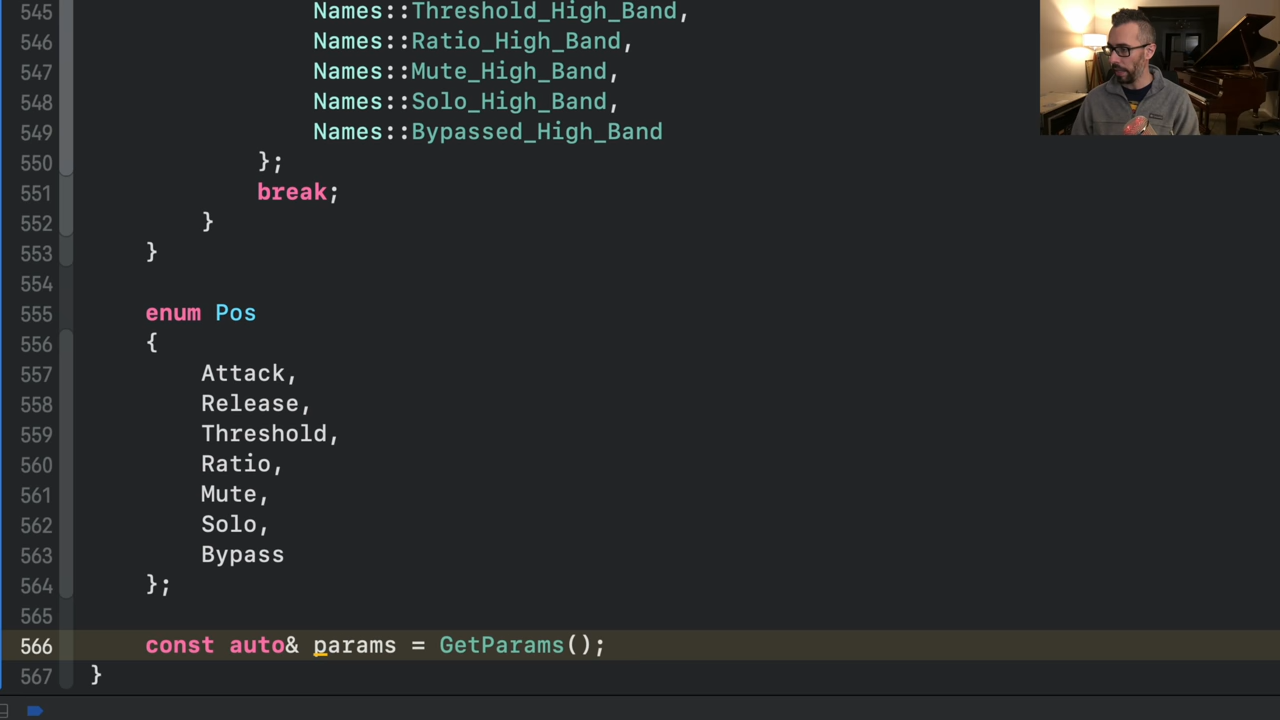 545 Names::Threshold_High_Band,
546 Names::Ratio_High_Band,
547 Names::Mute_High_Band,
548 Names::Solo_High_Band,
549 Names::Bypassed_High_Band
550 };
551 break;
552 }
553 }
554
555 enum Pos
556 {
557 Attack,
558 Release,
559 Threshold,
560 Ratio,
561 Mute,
562 Solo,
563 Bypass
564 };
565
566 const auto& params = GetParams();
567 }